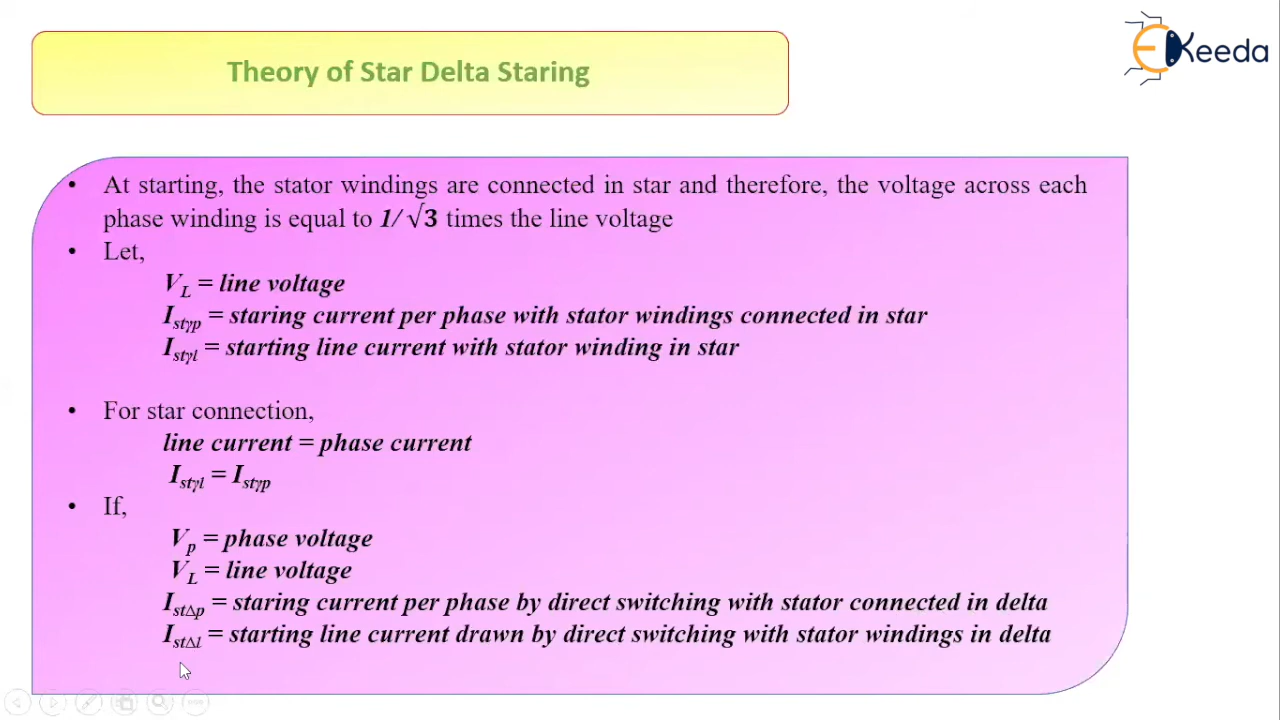 Theory of Star Delta Staring
EKeeda
• At starting, the stator windings are connected in star and therefore, the voltage across each
phase winding is equal to 1/√3 times the line voltage
• Let,
V_L = line voltage
I_stγp = staring current per phase with stator windings connected in star
I_stγl = starting line current with stator winding in star
• For star connection,
line current = phase current
I_stγl = I_stγp
• If,
V_p = phase voltage
V_L = line voltage
I_stΔp = staring current per phase by direct switching with stator connected in delta
I_stΔl = starting line current drawn by direct switching with stator windings in delta